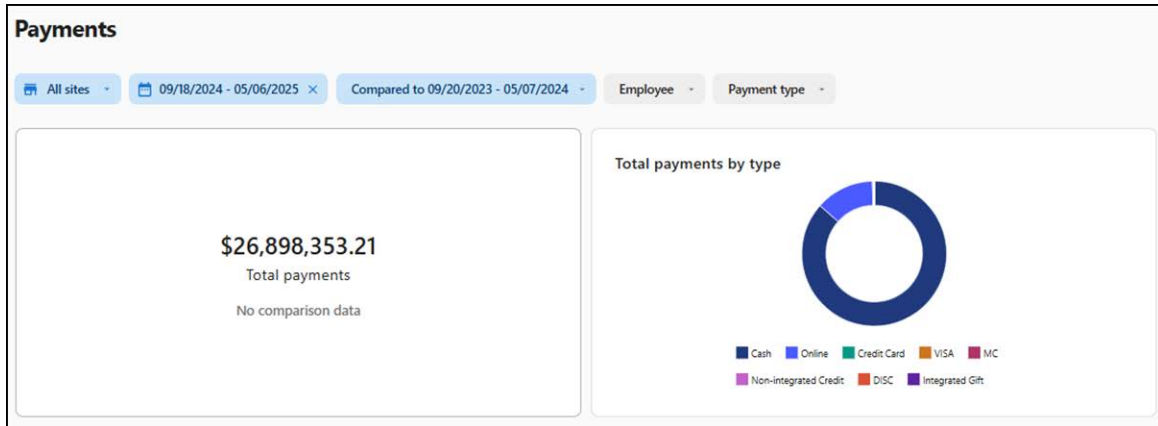 Payments
All sites 09/18/2024 - 05/06/2025 × Compared to 09/20/2023 - 05/07/2024 Employee Payment type
$26,898,353.21
Total payments
No comparison data
Total payments by type
Cash Online Credit Card VISA MC
Non-integrated Credit DISC Integrated Gift